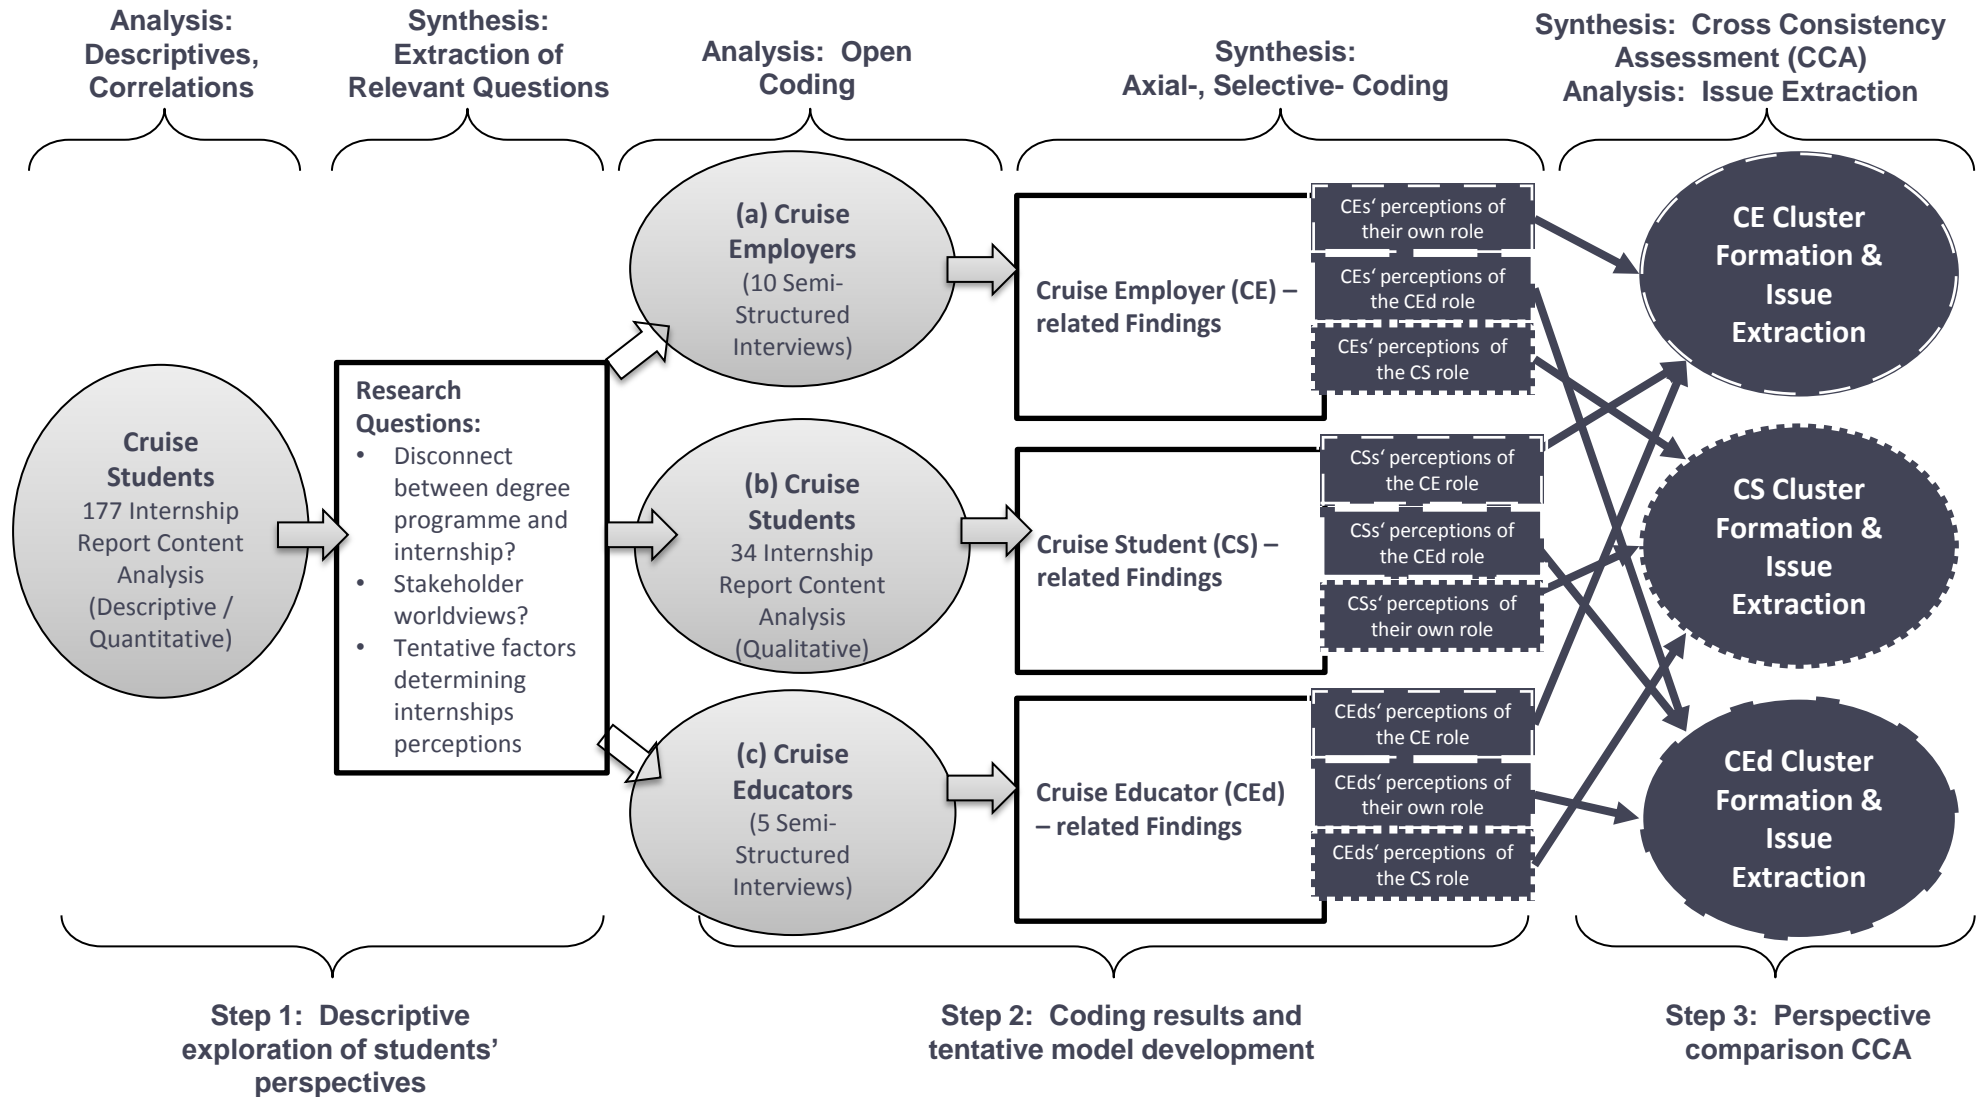 Analysis:
Descriptives,
Correlations
Synthesis:
Extraction of
Relevant Questions
Analysis:  Open
Coding
Synthesis:
Axial-, Selective- Coding
Synthesis:  Cross Consistency
Assessment (CCA)
Analysis:  Issue Extraction
Cruise
Students
177 Internship
Report Content
Analysis
(Descriptive /
Quantitative)
Research
Questions:
• Disconnect
between degree
programme and
internship?
• Stakeholder
worldviews?
• Tentative factors
determining
internships
perceptions
(a) Cruise
Employers
(10 Semi-
Structured
Interviews)
(b) Cruise
Students
34 Internship
Report Content
Analysis
(Qualitative)
(c) Cruise
Educators
(5 Semi-
Structured
Interviews)
Cruise Employer (CE) –
related Findings
CEs‘ perceptions of
their own role
CEs‘ perceptions of
the CEd role
CEs‘ perceptions  of
the CS role
Cruise Student (CS) –
related Findings
CSs‘ perceptions of
the CE role
CSs‘ perceptions of
the CEd role
CSs‘ perceptions  of
their own role
Cruise Educator (CEd)
– related Findings
CEds‘ perceptions of
the CE role
CEds‘ perceptions of
their own role
CEds‘ perceptions  of
the CS role
CE Cluster
Formation &
Issue
Extraction
CS Cluster
Formation &
Issue
Extraction
CEd Cluster
Formation &
Issue
Extraction
Step 1:  Descriptive
exploration of students’
perspectives
Step 2:  Coding results and
tentative model development
Step 3:  Perspective
comparison CCA